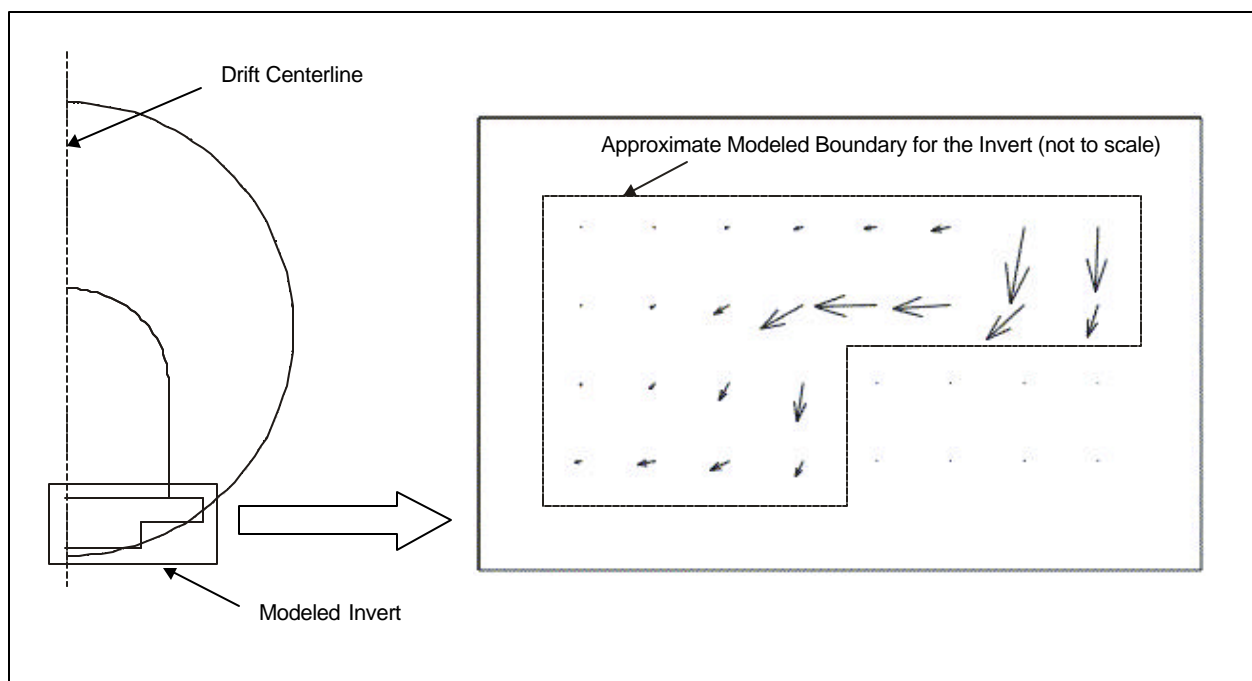 Drift Centerline
Approximate Modeled Boundary for the Invert (not to scale)
Modeled Invert